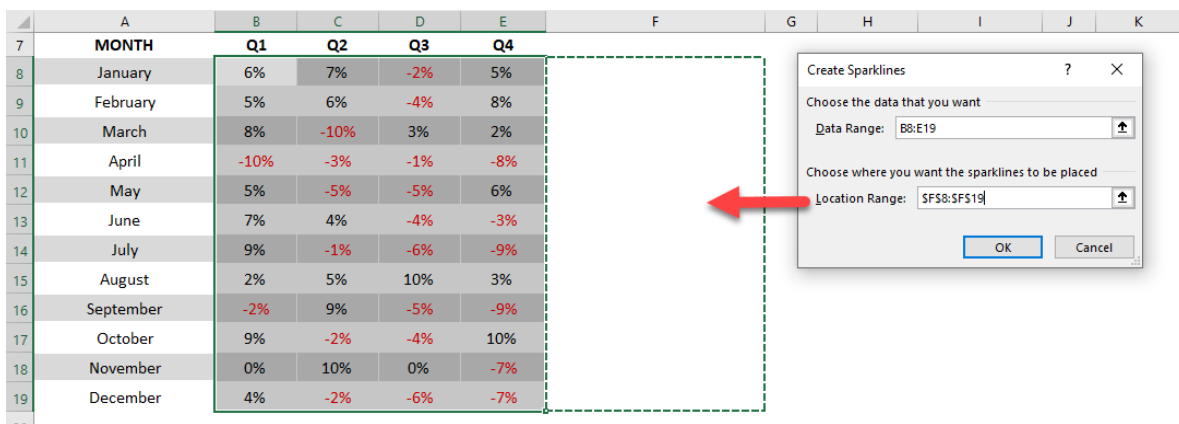 A B C D E F G H I J K
7 MONTH Q1 Q2 Q3 Q4
8 January 6% 7% -2% 5%
9 February 5% 6% -4% 8%
10 March 8% -10% 3% 2%
11 April -10% -3% -1% -8%
12 May 5% -5% -5% 6%
13 June 7% 4% -4% -3%
14 July 9% -1% -6% -9%
15 August 2% 5% 10% 3%
16 September -2% 9% -5% -9%
17 October 9% -2% -4% 10%
18 November 0% 10% 0% -7%
19 December 4% -2% -6% -7%
Create Sparklines ? X
Choose the data that you want
Data Range: B8:E19
Choose where you want the sparklines to be placed
Location Range: $F$8:$F$19
OK Cancel